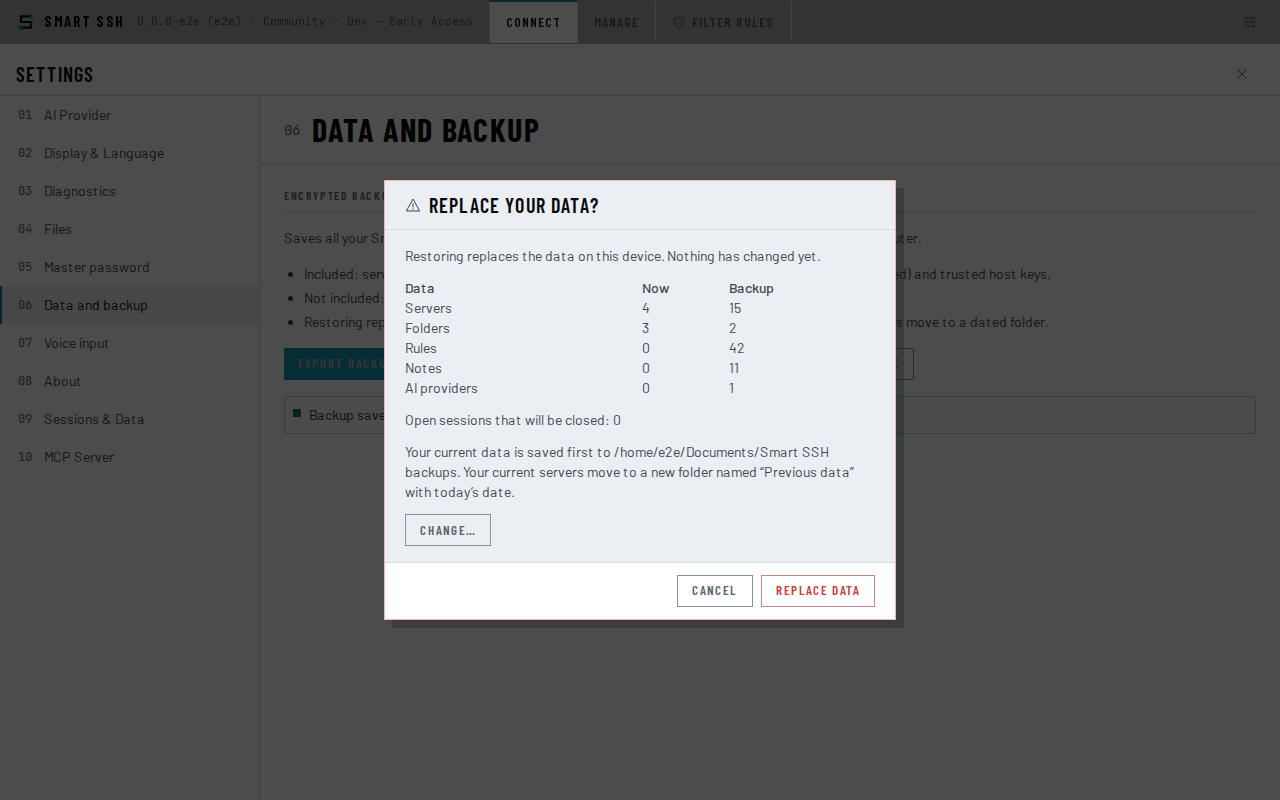 SMART SSH 0.0.0-e2e (e2e) · Community · Dev — Early Access CONNECT MANAGE FILTER RULES
SETTINGS
01 AI Provider
02 Display & Language
03 Diagnostics
04 Files
05 Master password
06 Data and backup
07 Voice input
08 About
09 Sessions & Data
10 MCP Server
06 DATA AND BACKUP
ENCRYPTED
Saves all your
Included:
ed) and trusted host keys.
Not included:
Restoring
move to a dated folder.
EXPORT
Backup
REPLACE YOUR DATA?
Restoring replaces the data on this device. Nothing has changed yet.
Data Now Backup
Servers 4 15
Folders 3 2
Rules 0 42
Notes 0 11
AI providers 0 1
Open sessions that will be closed: 0
Your current data is saved first to /home/e2e/Documents/Smart SSH
backups. Your current servers move to a new folder named “Previous data”
with today’s date.
CHANGE…
CANCEL REPLACE DATA